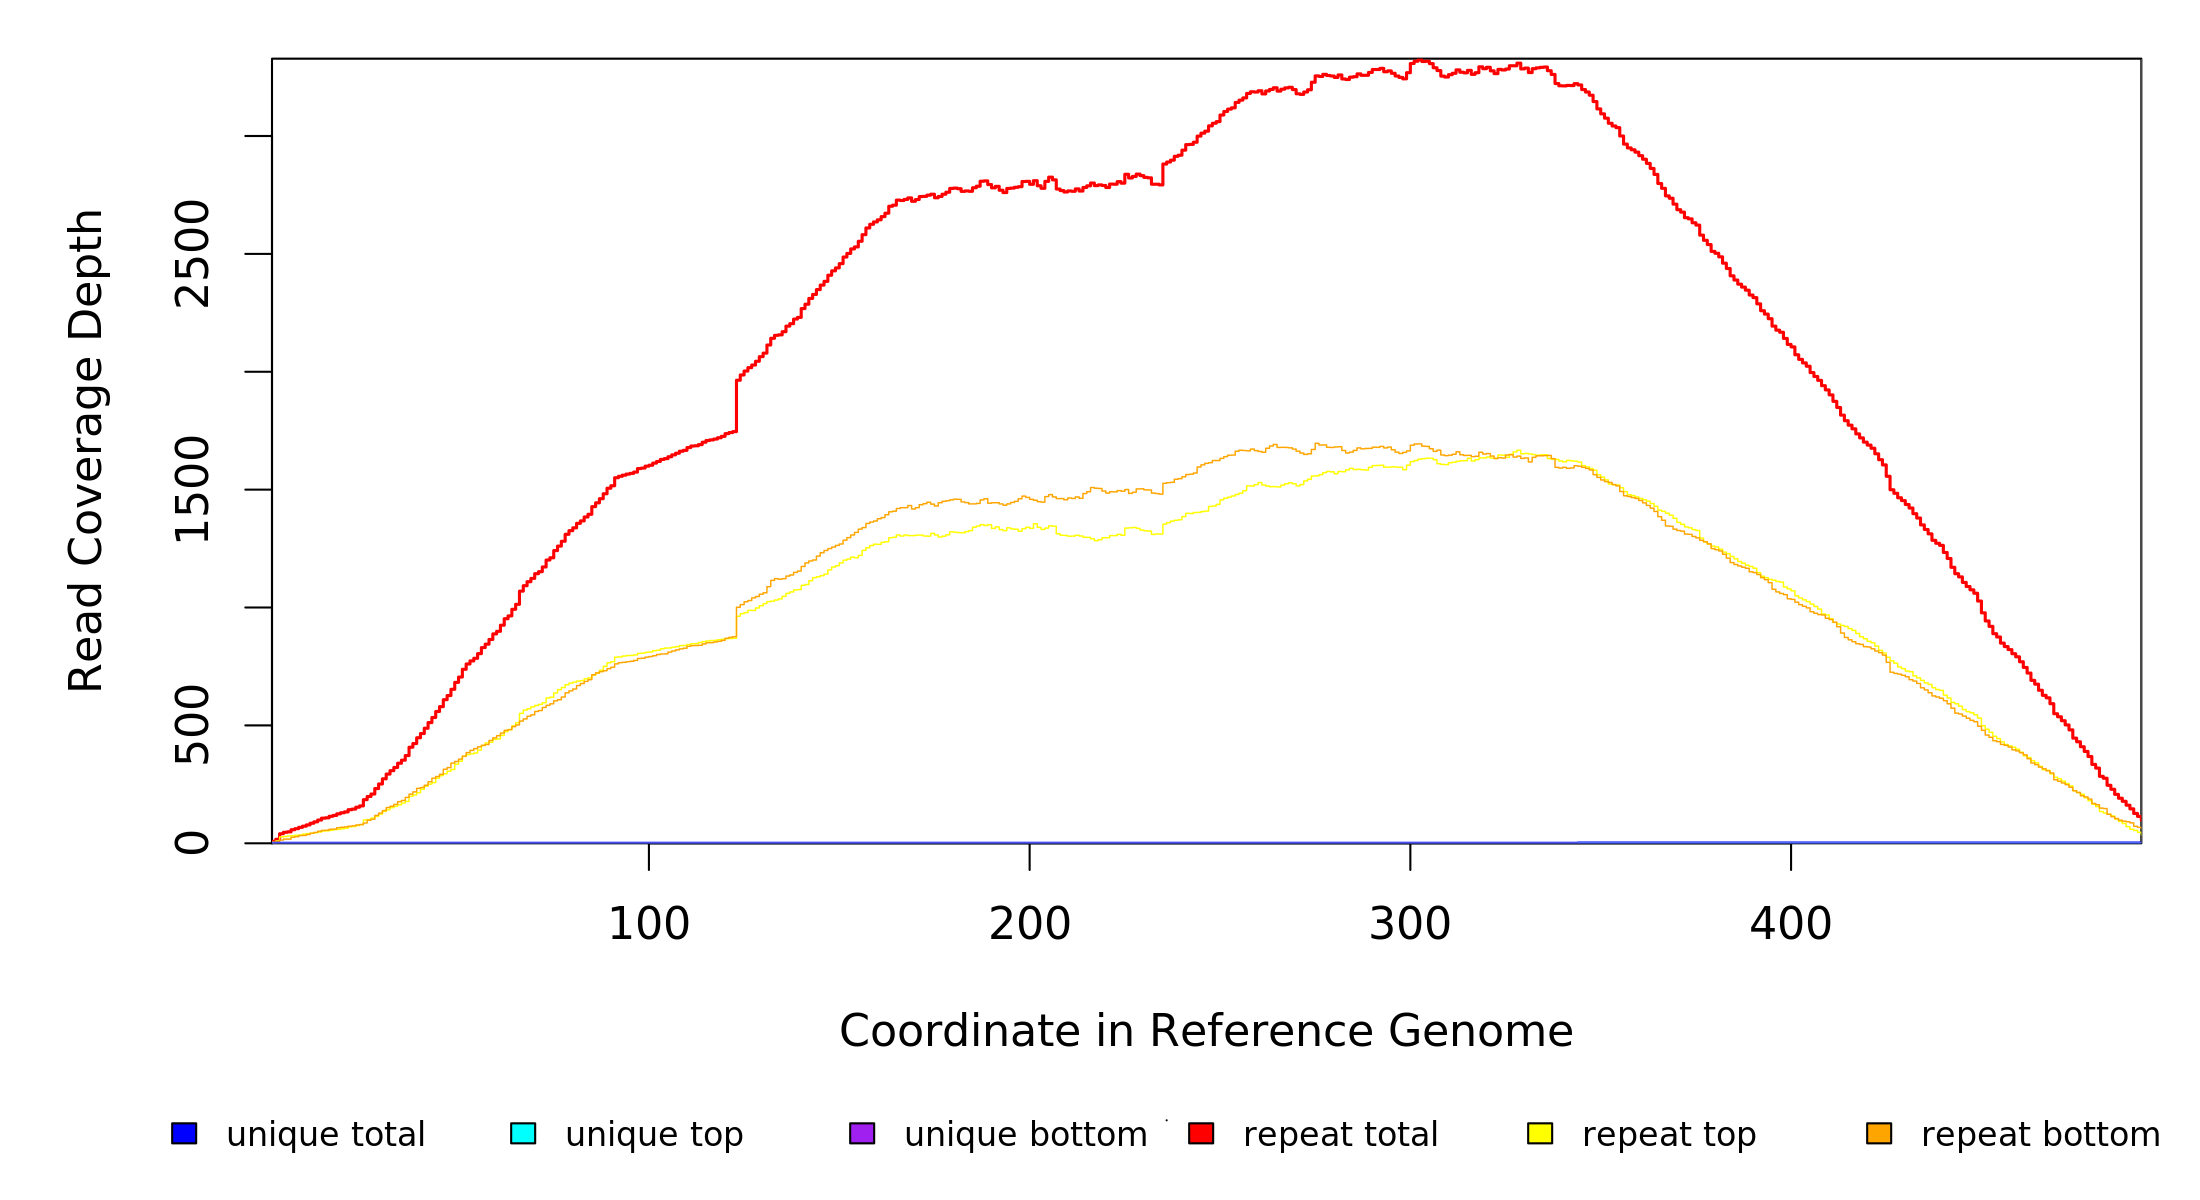 Read Coverage Depth
2500
1500
500
0
100 200 300 400
Coordinate in Reference Genome
unique total unique top unique bottom repeat total repeat top repeat bottom